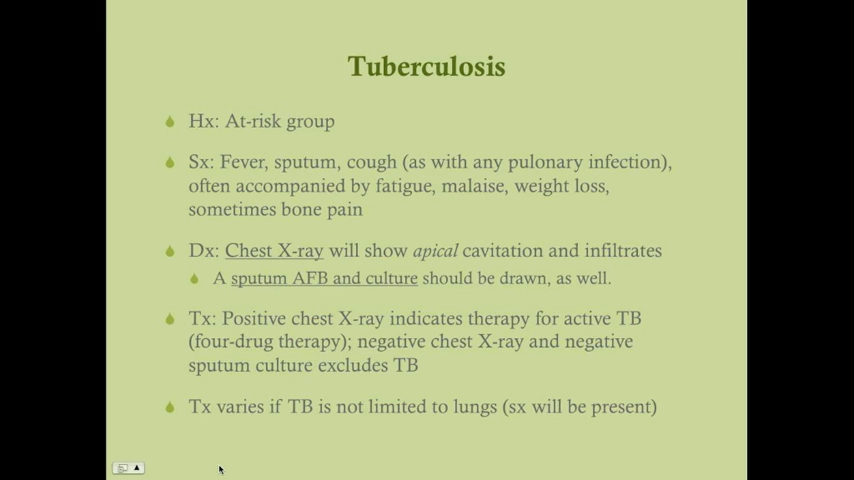 Tuberculosis
Hx: At-risk group
Sx: Fever, sputum, cough (as with any pulonary infection),
often accompanied by fatigue, malaise, weight loss,
sometimes bone pain
Dx: Chest X-ray will show apical cavitation and infiltrates
A sputum AFB and culture should be drawn, as well.
Tx: Positive chest X-ray indicates therapy for active TB
(four-drug therapy); negative chest X-ray and negative
sputum culture excludes TB
Tx varies if TB is not limited to lungs (sx will be present)